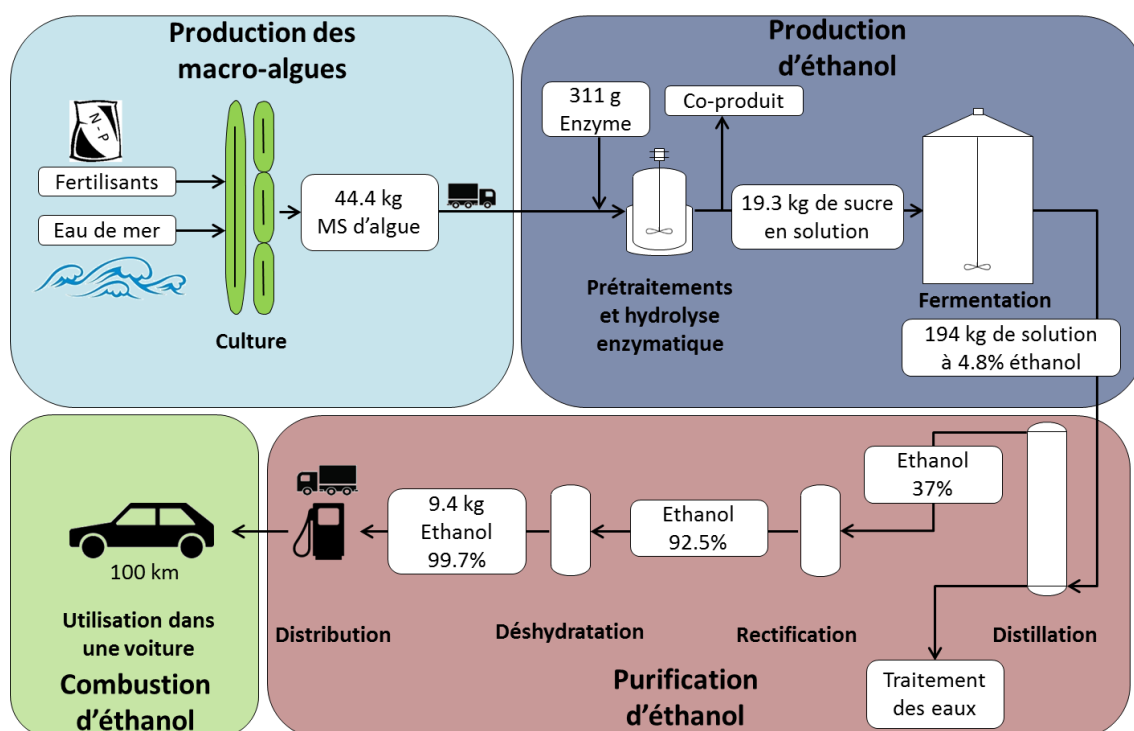 Production des
macro-algues
N-P
Fertilisants
Eau de mer
Culture
44.4 kg
MS d'algue
Production
d'éthanol
311 g
Enzyme
Co-produit
19.3 kg de sucre
en solution
Prétraitements
et hydrolyse
enzymatique
Fermentation
194 kg de solution
à 4.8% éthanol
Ethanol
37%
Ethanol
92.5%
9.4 kg
Ethanol
99.7%
Distribution
Déshydratation
Rectification
Distillation
Traitement
des eaux
Purification
d'éthanol
100 km
Utilisation dans
une voiture
Combustion
d'éthanol